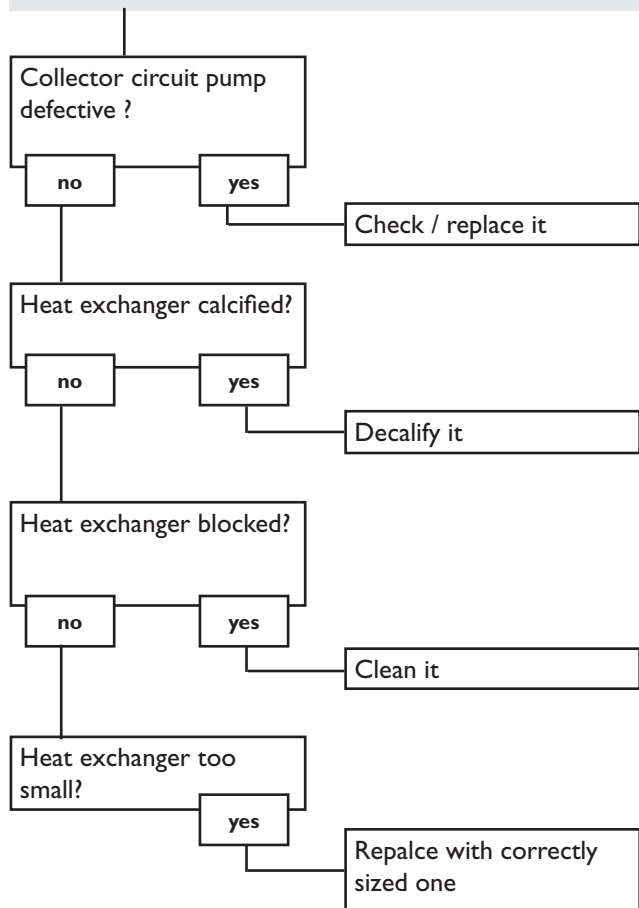 Collector circuit pump
defective ?
no
yes
Check / replace it
Heat exchanger calcified?
no
yes
Decalify it
Heat exchanger blocked?
no
yes
Clean it
Heat exchanger too
small?
yes
Repalce with correctly
sized one